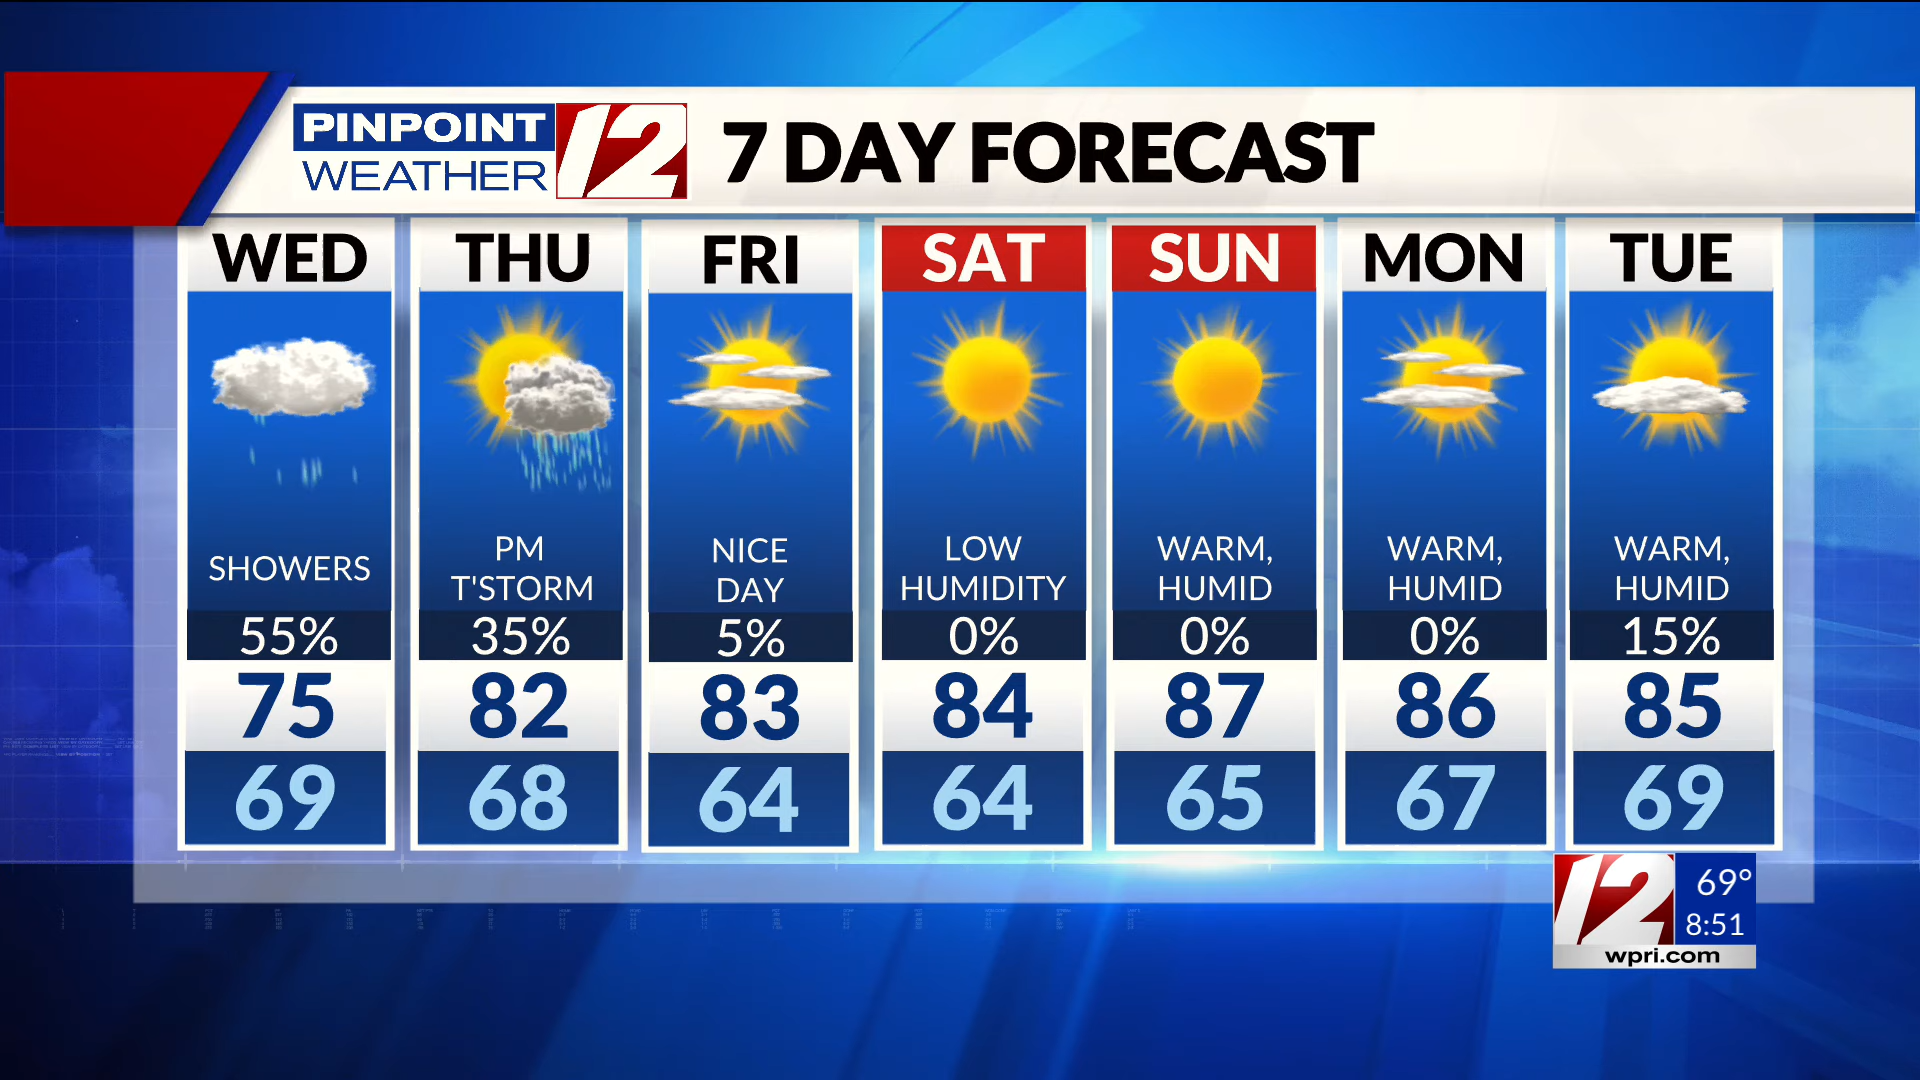 PINPOINT
WEATHER
12
7 DAY FORECAST
WED
THU
FRI
SAT
SUN
MON
TUE
SHOWERS
PM
T'STORM
NICE
DAY
LOW
HUMIDITY
WARM,
HUMID
WARM,
HUMID
WARM,
HUMID
55%
35%
5%
0%
0%
0%
15%
75
82
83
84
87
86
85
69
68
64
64
65
67
69
12
69°
8:51
wpri.com